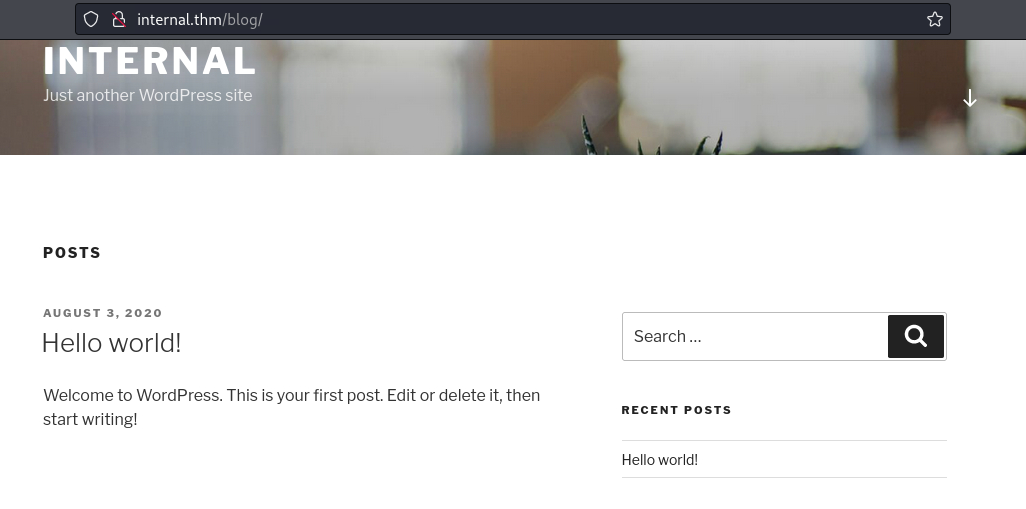 internal.thm/blog/
INTERNAL
Just another WordPress site
POSTS
AUGUST 3, 2020
Hello world!
Welcome to WordPress. This is your first post. Edit or delete it, then
start writing!
Search …
RECENT POSTS
Hello world!